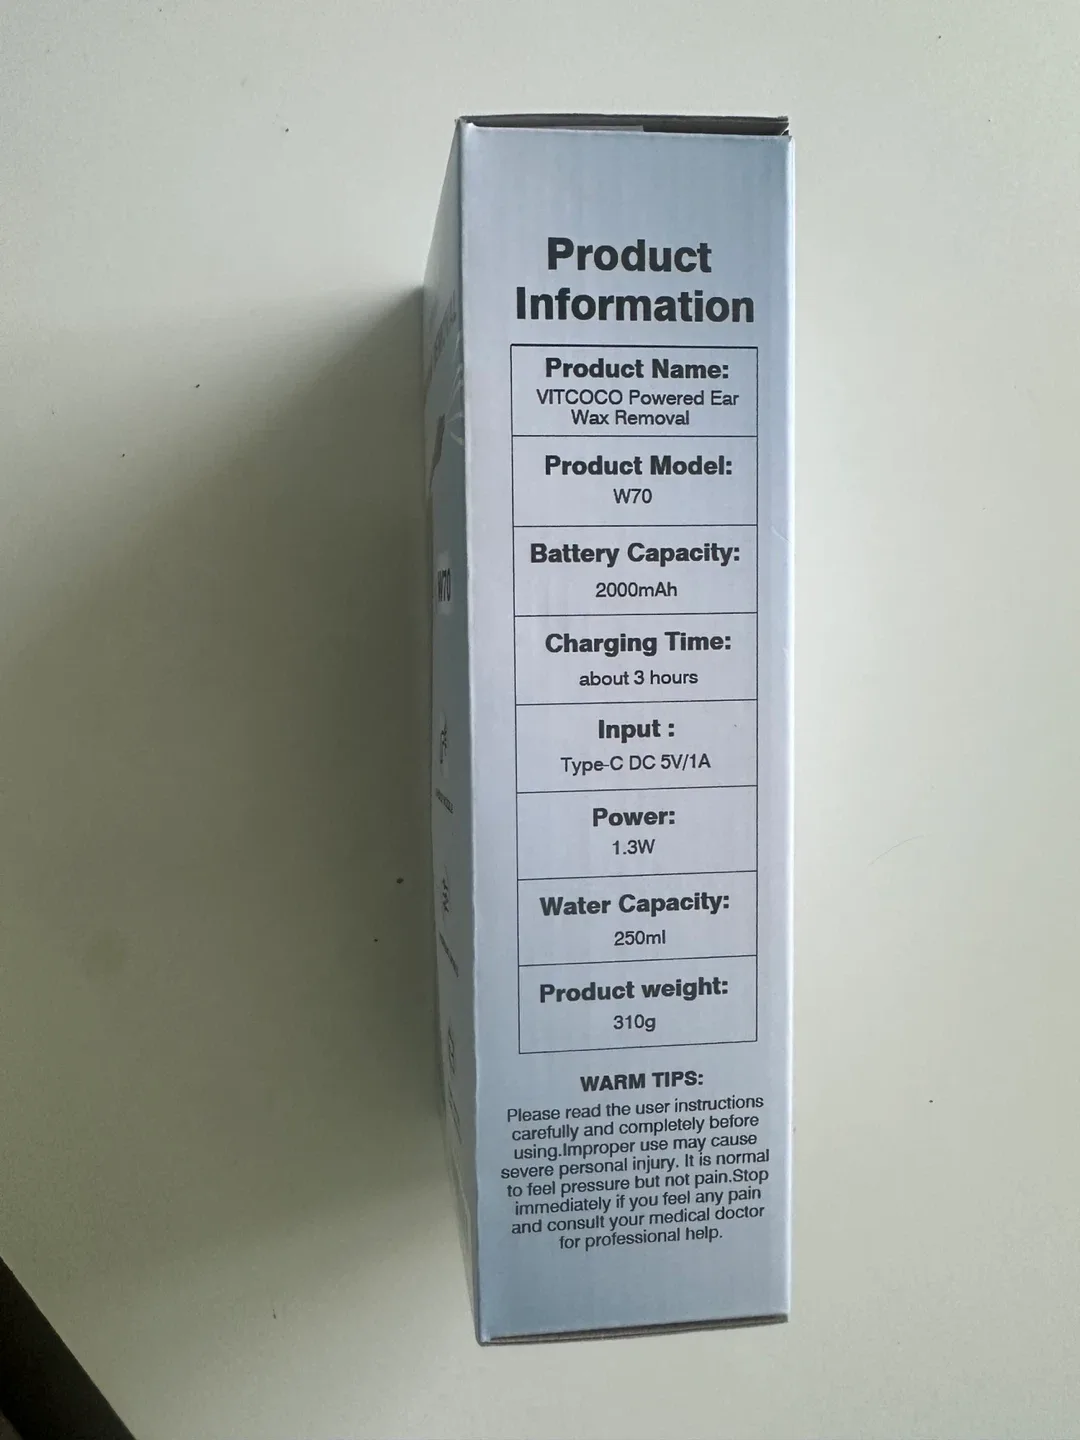 Product
Information
Product Name:
VITCOCO Powered Ear
Wax Removal
Product Model:
W70
Battery Capacity:
2000mAh
Charging Time:
about 3 hours
Input :
Type-C DC 5V/1A
Power:
1.3W
Water Capacity:
250ml
Product weight:
310g
WARM TIPS:
Please read the user instructions
carefully and completely before
using.Improper use may cause
severe personal injury. It is normal
to feel pressure but not pain.Stop
immediately if you feel any pain
and consult your medical doctor
for professional help.
W70